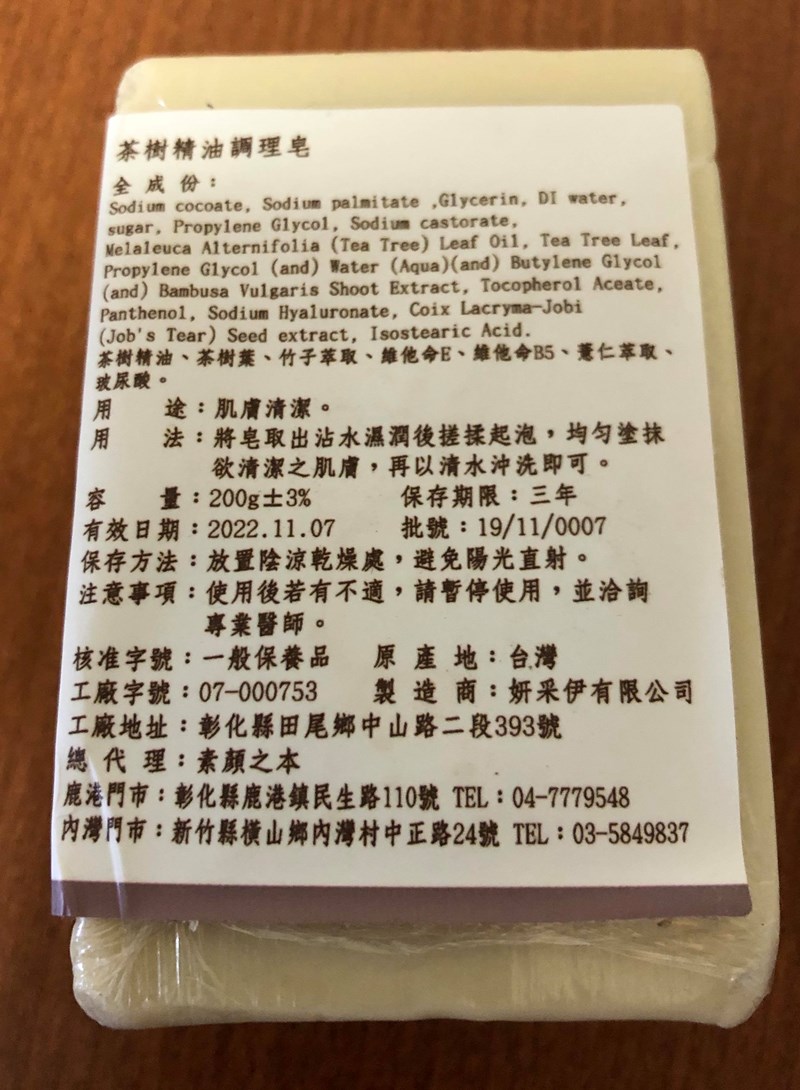 茶樹精油調理皂
全成份：
Sodium cocoate, Sodium palmitate ,Glycerin, DI water,
sugar, Propylene Glycol, Sodium castorate,
Melaleuca Alternifolia (Tea Tree) Leaf Oil, Tea Tree Leaf,
Propylene Glycol (and) Water (Aqua)(and) Butylene Glycol
(and) Bambusa Vulgaris Shoot Extract, Tocopherol Aceate,
Panthenol, Sodium Hyaluronate, Coix Lacryma-Jobi
(Job's Tear) Seed extract, Isostearic Acid.
茶樹精油、茶樹葉、竹子萃取、維他命E、維他命B5、薏仁萃取、
玻尿酸。
用　　途：肌膚清潔。
用　　法：將皂取出沾水濕潤後搓揉起泡，均勻塗抹
欲清潔之肌膚，再以清水沖洗即可。
容　　量：200g±3%　　保存期限：三年
有效日期：2022.11.07　　批號：19/11/0007
保存方法：放置陰涼乾燥處，避免陽光直射。
注意事項：使用後若有不適，請暫停使用，並洽詢
專業醫師。
核准字號：一般保養品　原 產 地：台灣
工廠字號：07-000753　　製 造 商：妍采伊有限公司
工廠地址：彰化縣田尾鄉中山路二段393號
總 代 理：素顏之本
鹿港門市：彰化縣鹿港鎮民生路110號 TEL：04-7779548
內灣門市：新竹縣橫山鄉內灣村中正路24號 TEL：03-5849837